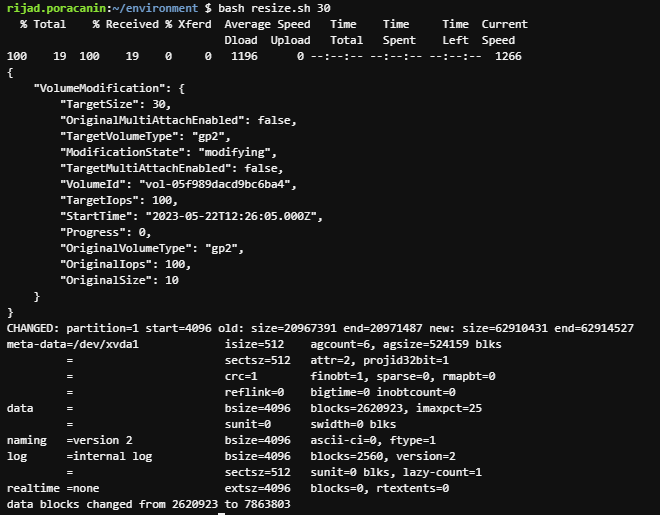 rijad.poracanin:~/environment $ bash resize.sh 30
  % Total    % Received % Xferd  Average Speed   Time    Time     Time  Current
                                 Dload  Upload   Total   Spent    Left  Speed
100    19  100    19    0     0   1196      0 --:--:-- --:--:-- --:--:--  1266
{
    "VolumeModification": {
        "TargetSize": 30,
        "OriginalMultiAttachEnabled": false,
        "TargetVolumeType": "gp2",
        "ModificationState": "modifying",
        "TargetMultiAttachEnabled": false,
        "VolumeId": "vol-05f989dacd9bc6ba4",
        "TargetIops": 100,
        "StartTime": "2023-05-22T12:26:05.000Z",
        "Progress": 0,
        "OriginalVolumeType": "gp2",
        "OriginalIops": 100,
        "OriginalSize": 10
    }
}
CHANGED: partition=1 start=4096 old: size=20967391 end=20971487 new: size=62910431 end=62914527
meta-data=/dev/xvda1             isize=512    agcount=6, agsize=524159 blks
         =                       sectsz=512   attr=2, projid32bit=1
         =                       crc=1        finobt=1, sparse=0, rmapbt=0
         =                       reflink=0    bigtime=0 inobtcount=0
data     =                       bsize=4096   blocks=2620923, imaxpct=25
         =                       sunit=0      swidth=0 blks
naming   =version 2              bsize=4096   ascii-ci=0, ftype=1
log      =internal log           bsize=4096   blocks=2560, version=2
         =                       sectsz=512   sunit=0 blks, lazy-count=1
realtime =none                   extsz=4096   blocks=0, rtextents=0
data blocks changed from 2620923 to 7863803